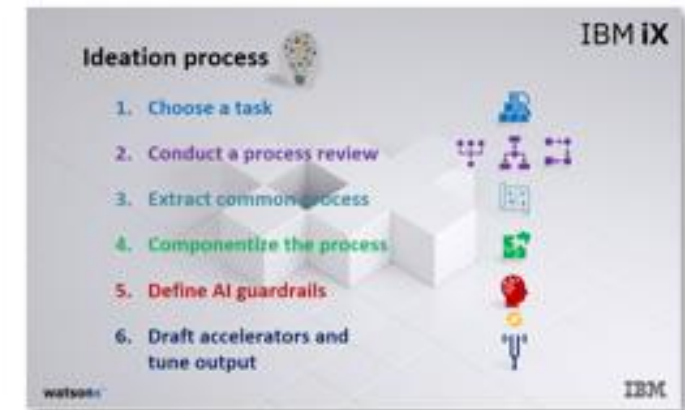 IBM iX
Ideation process
1. Choose a task
2. Conduct a process review
3. Extract common process
4. Componentize the process
5. Define AI guardrails
6. Draft accelerators and
tune output
IBM